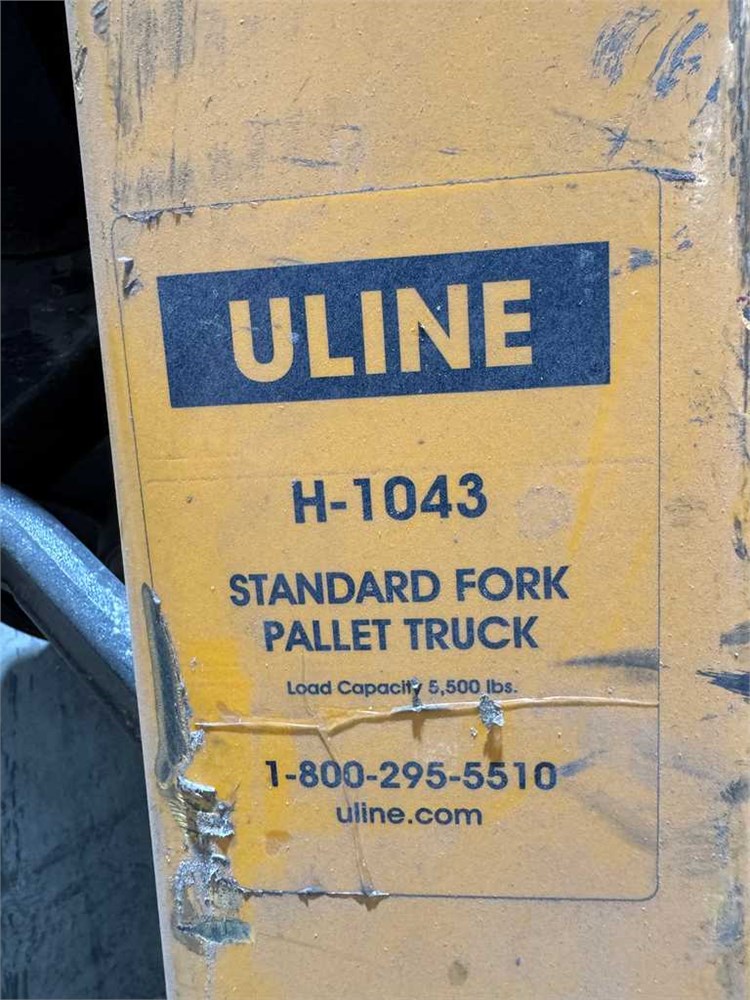 ULINE
H-1043
STANDARD FORK
PALLET TRUCK
Load Capacity 5,500 lbs.
1-800-295-5510
uline.com